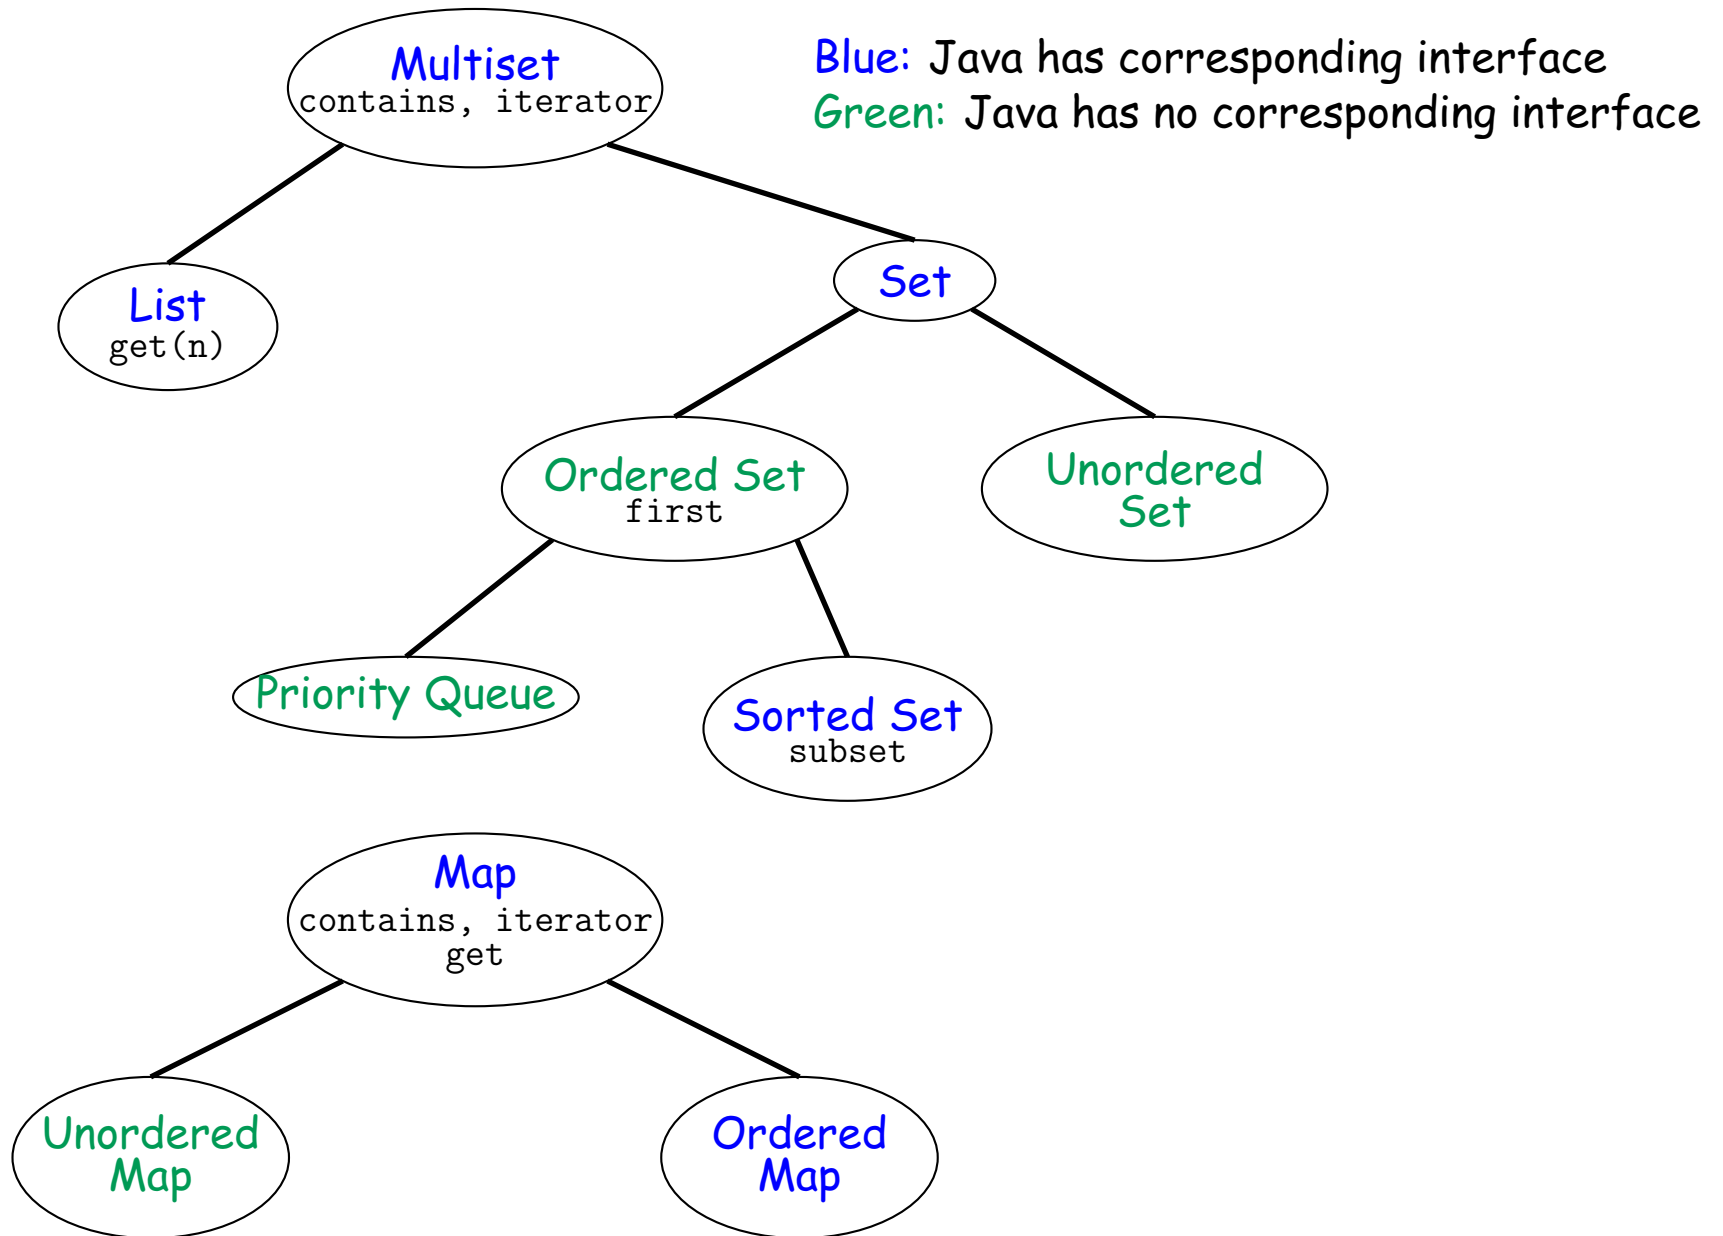 Multiset
contains, iterator
Blue: Java has corresponding interface
Green: Java has no corresponding interface
List
get(n)
Set
Ordered Set
first
Unordered
Set
Priority Queue
Sorted Set
subset
Map
contains, iterator
get
Unordered
Map
Ordered
Map